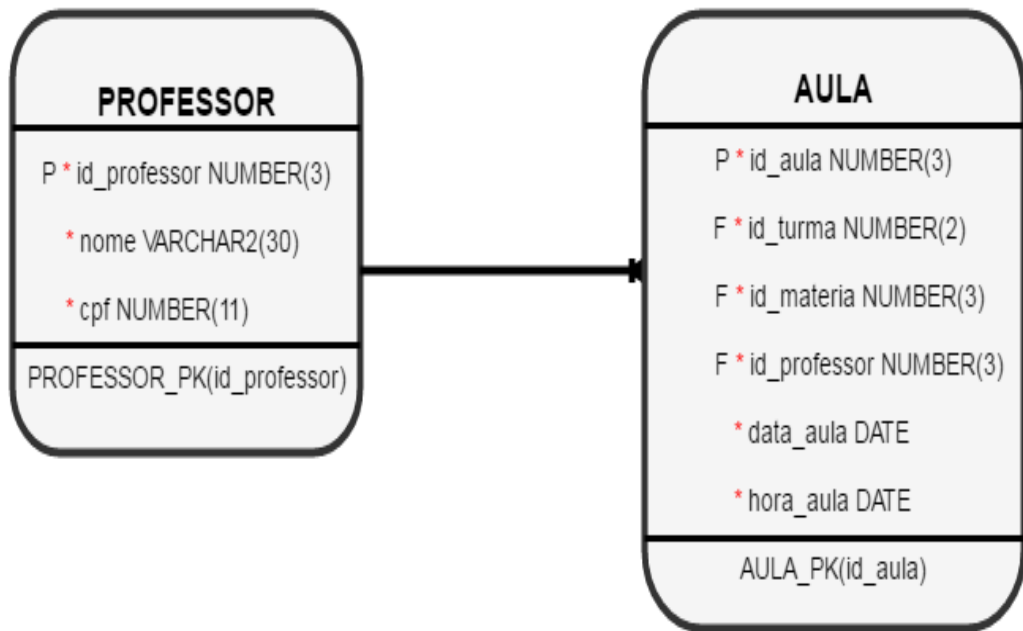 PROFESSOR
P * id_professor NUMBER(3)
* nome VARCHAR2(30)
* cpf NUMBER(11)
PROFESSOR_PK(id_professor)
AULA
P * id_aula NUMBER(3)
F * id_turma NUMBER(2)
F * id_materia NUMBER(3)
F * id_professor NUMBER(3)
* data_aula DATE
* hora_aula DATE
AULA_PK(id_aula)